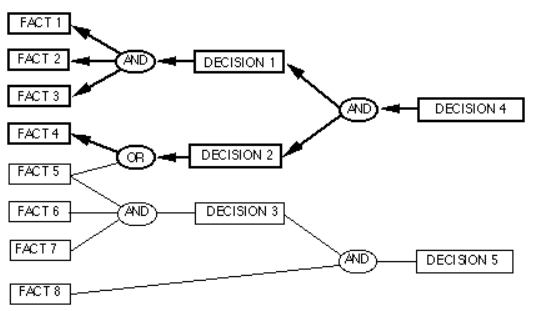 FACT 1
FACT 2
AND
DECISION 1
FACT 3
AND
DECISION 4
FACT 4
OR
DECISION 2
FACT 5
FACT 6
AND
DECISION 3
FACT 7
AND
DECISION 5
FACT 8